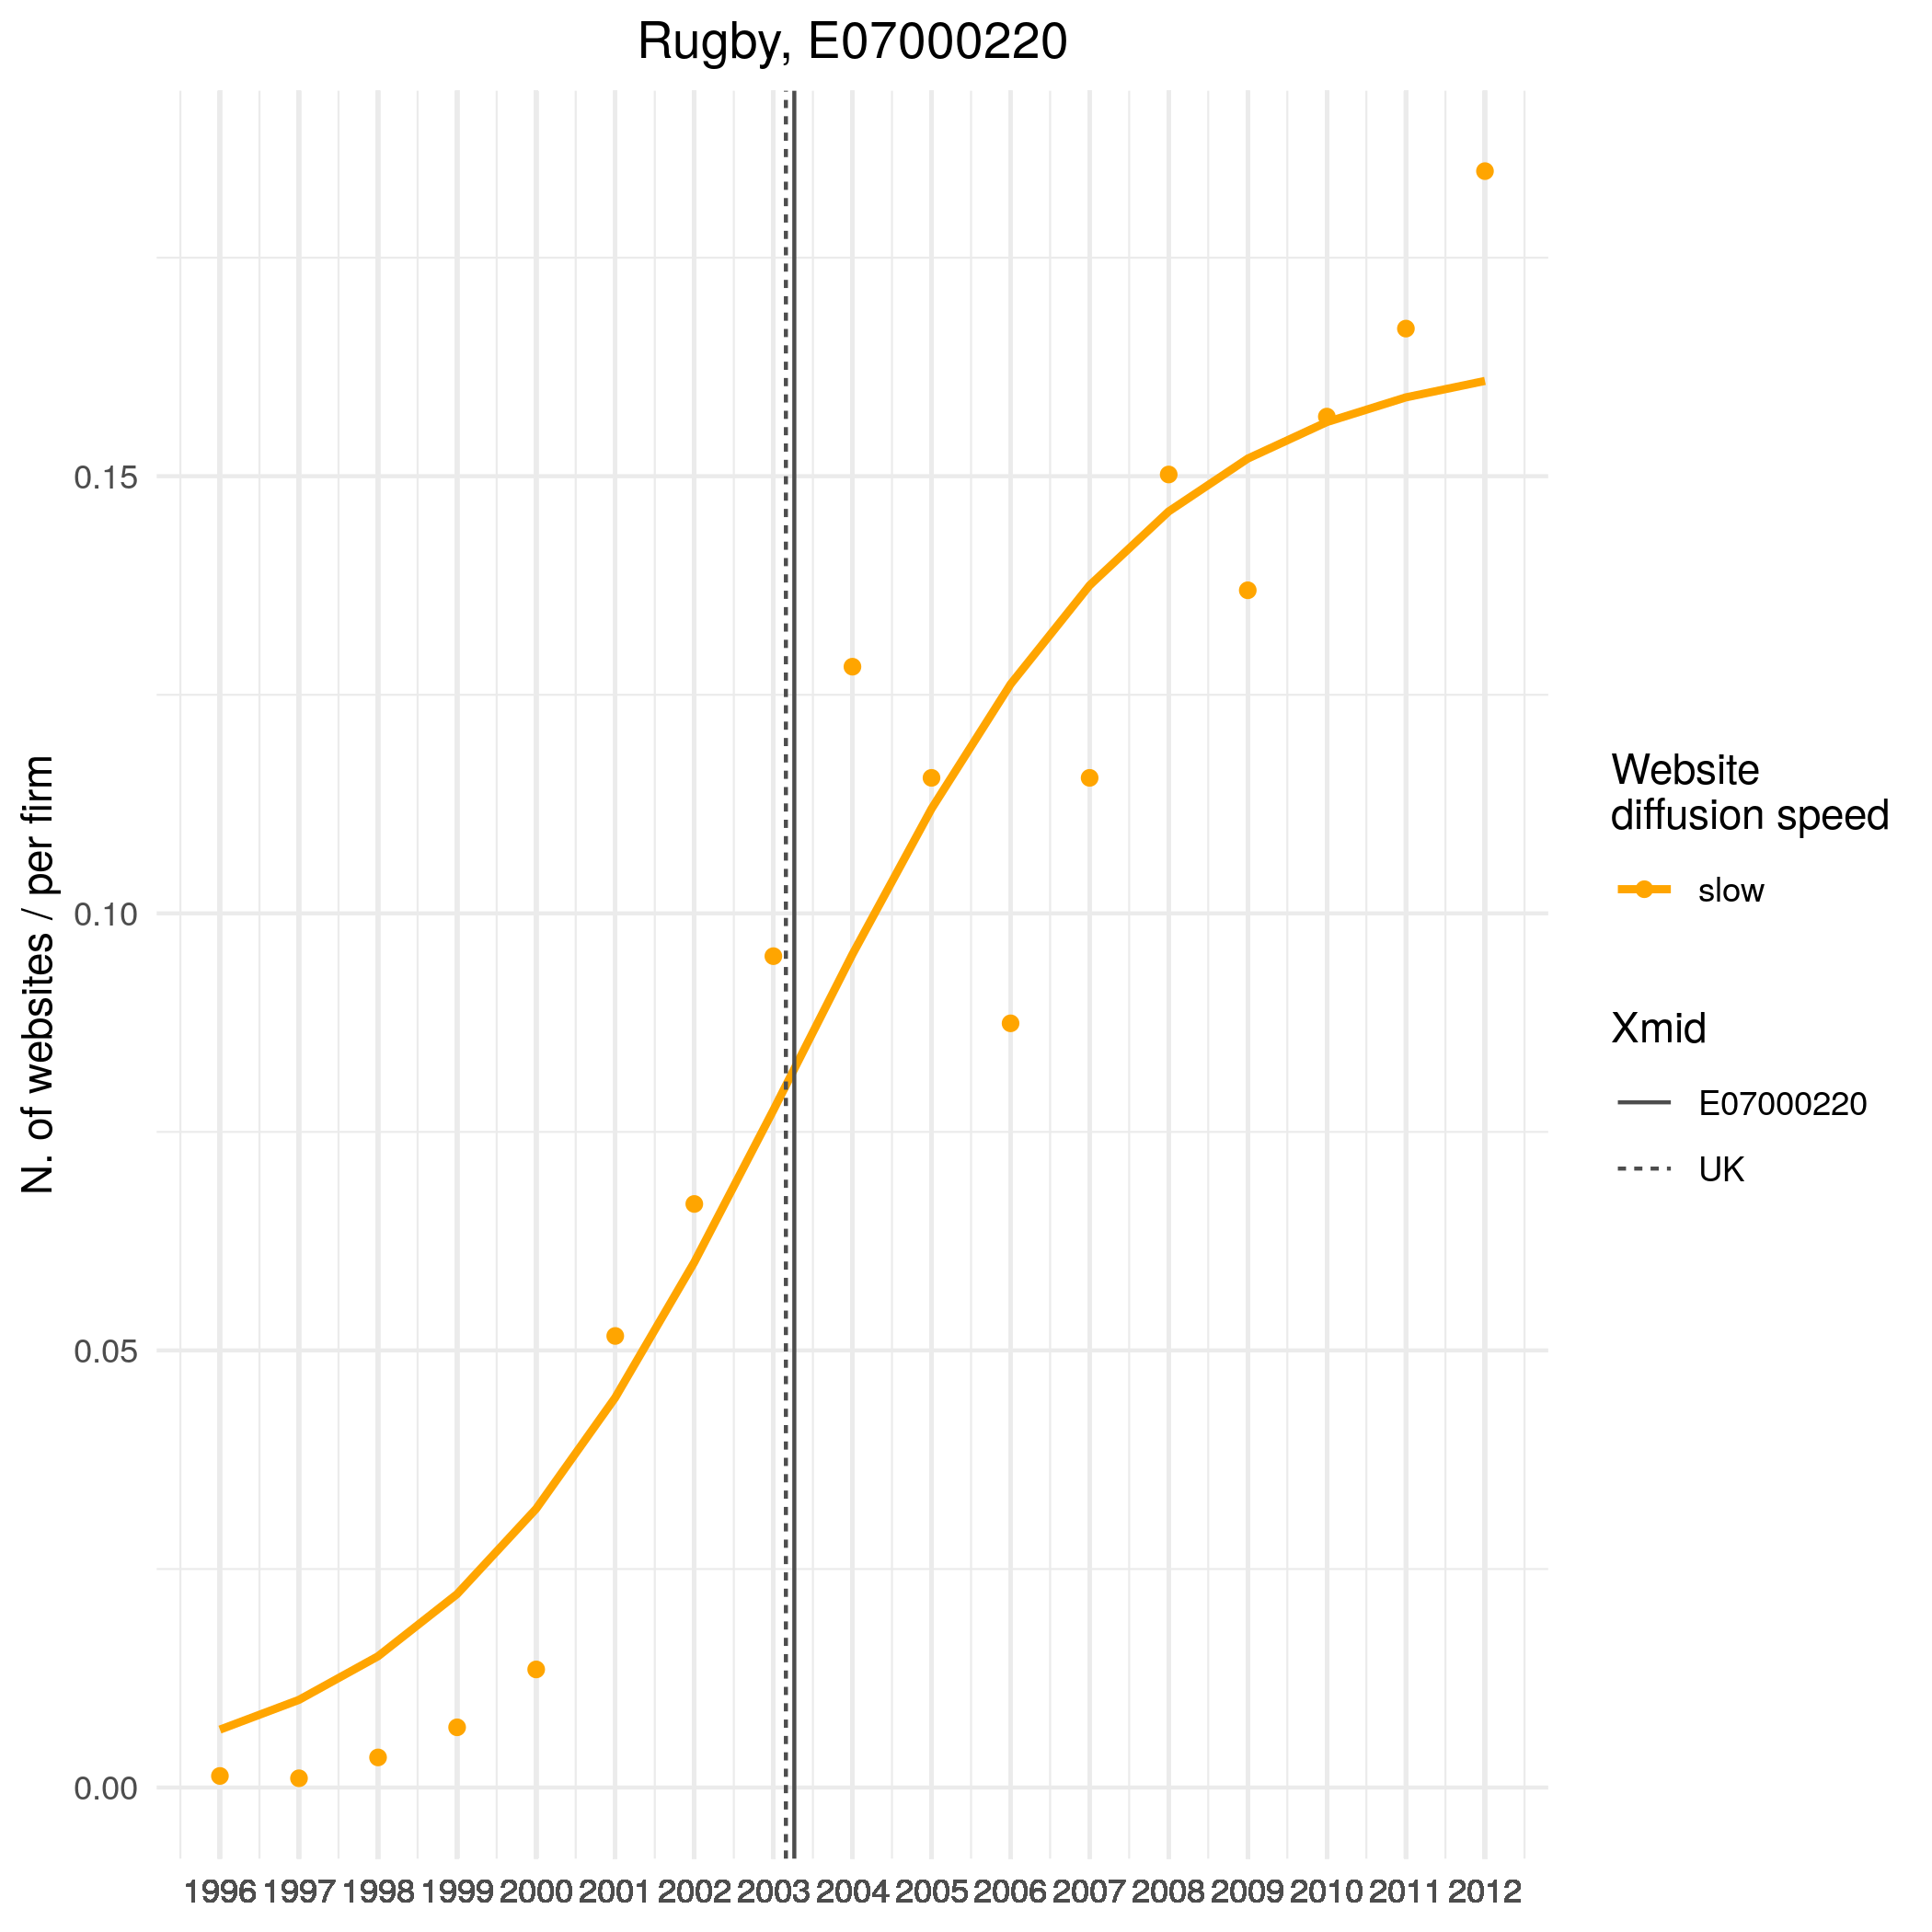 Rugby, E07000220
N. of websites / per firm
0.15
0.10
0.05
0.00
1996 1997 1998 1999 2000 2001 2002 2003 2004 2005 2006 2007 2008 2009 2010 2011 2012
Website
diffusion speed
slow
Xmid
E07000220
UK